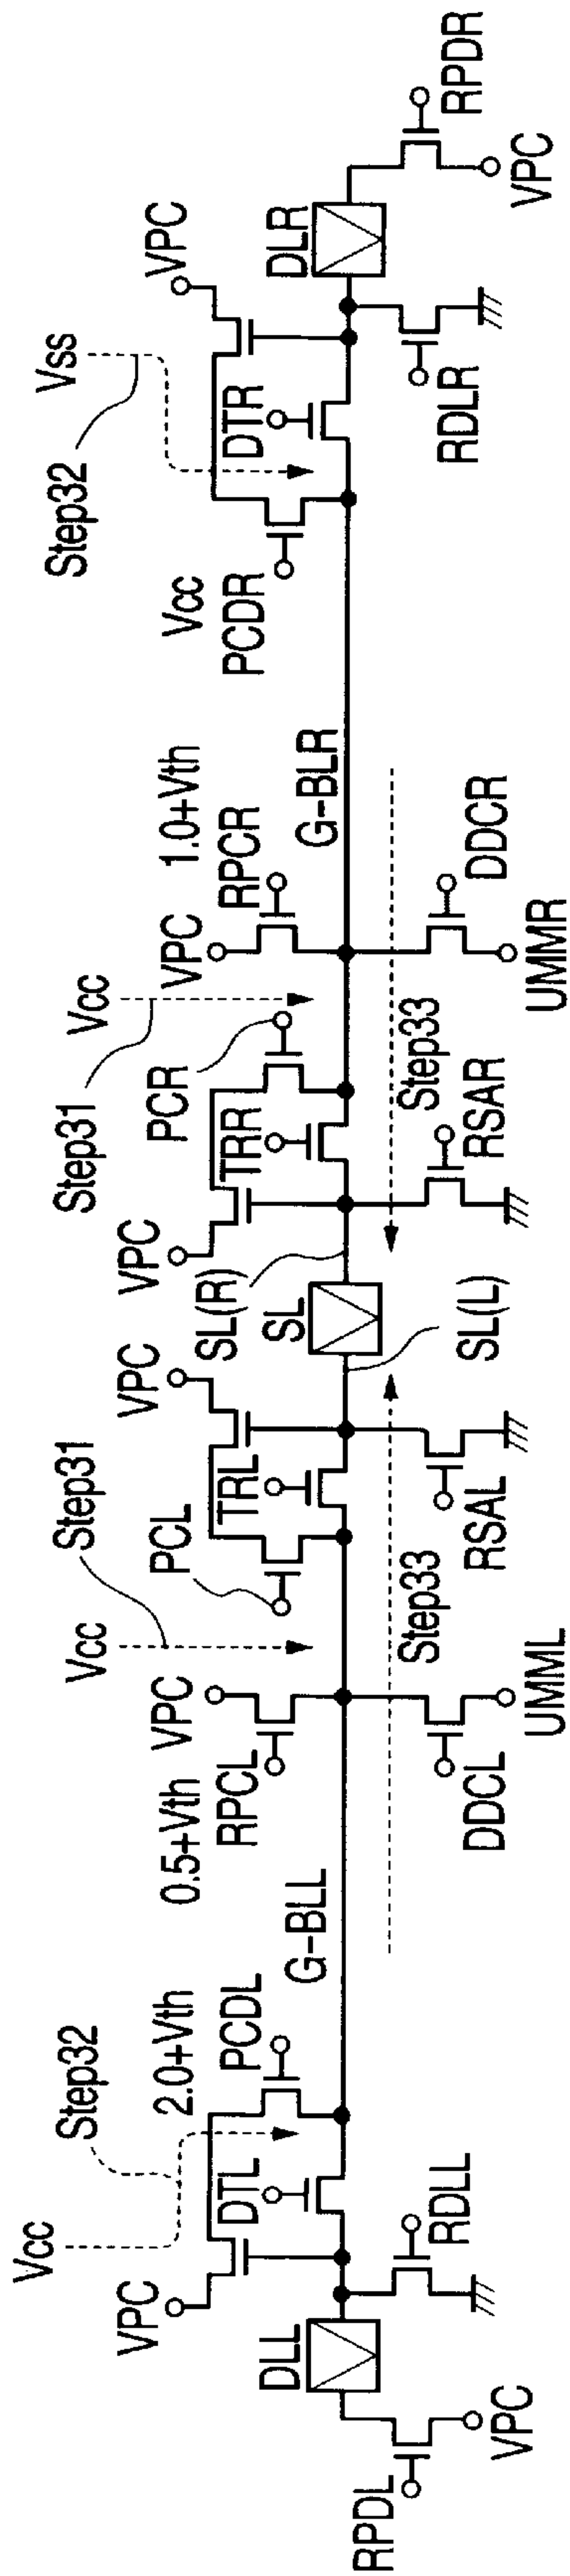 Vcc
Step32
2.0+Vth
VPC
PCDL
DTL
DLL
RDLL
RPDL
VPC
G-BLL
Vcc
Step31
VPC
0.5+Vth
RPCL
PCL
TRL
VPC
DDCL
UMML
Step33
RSAL
SL(L)
SL
SL(R)
VPC
TRR
PCR
Step31
Vcc
VPC
RPCR
1.0+Vth
RSAR
Step33
DDCR
UMMR
G-BLR
Vcc
PCDR
Step32
Vss
DTR
VPC
DLR
RDLR
RPDR
VPC